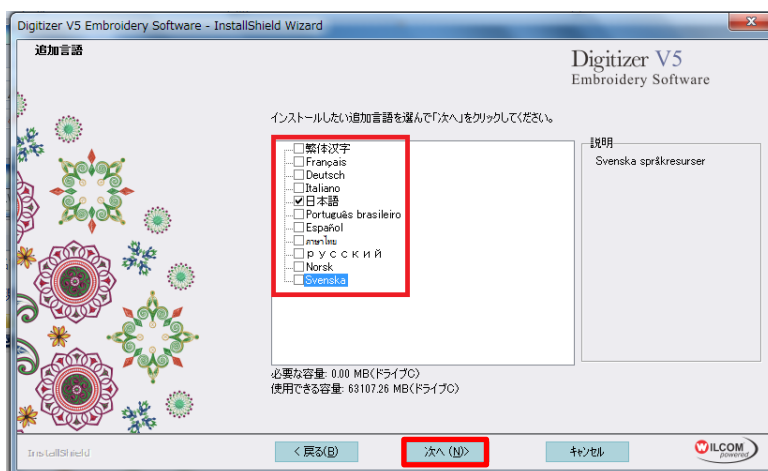 Digitizer V5 Embroidery Software - InstallShield Wizard
追加言語
Digitizer V5
Embroidery Software
インストールしたい追加言語を選んで「次へ」をクリックしてください。
繁体汉字
Français
Deutsch
Italiano
日本語
Português brasileiro
Español
ภาษาไทย
русский
Norsk
Svenska
説明
Svenska språkresurser
必要な容量: 0.00 MB(ドライブC)
使用できる容量: 63107.26 MB(ドライブC)
InstallShield
< 戻る(B)
次へ (N)>
キャンセル
WILCOM
powered